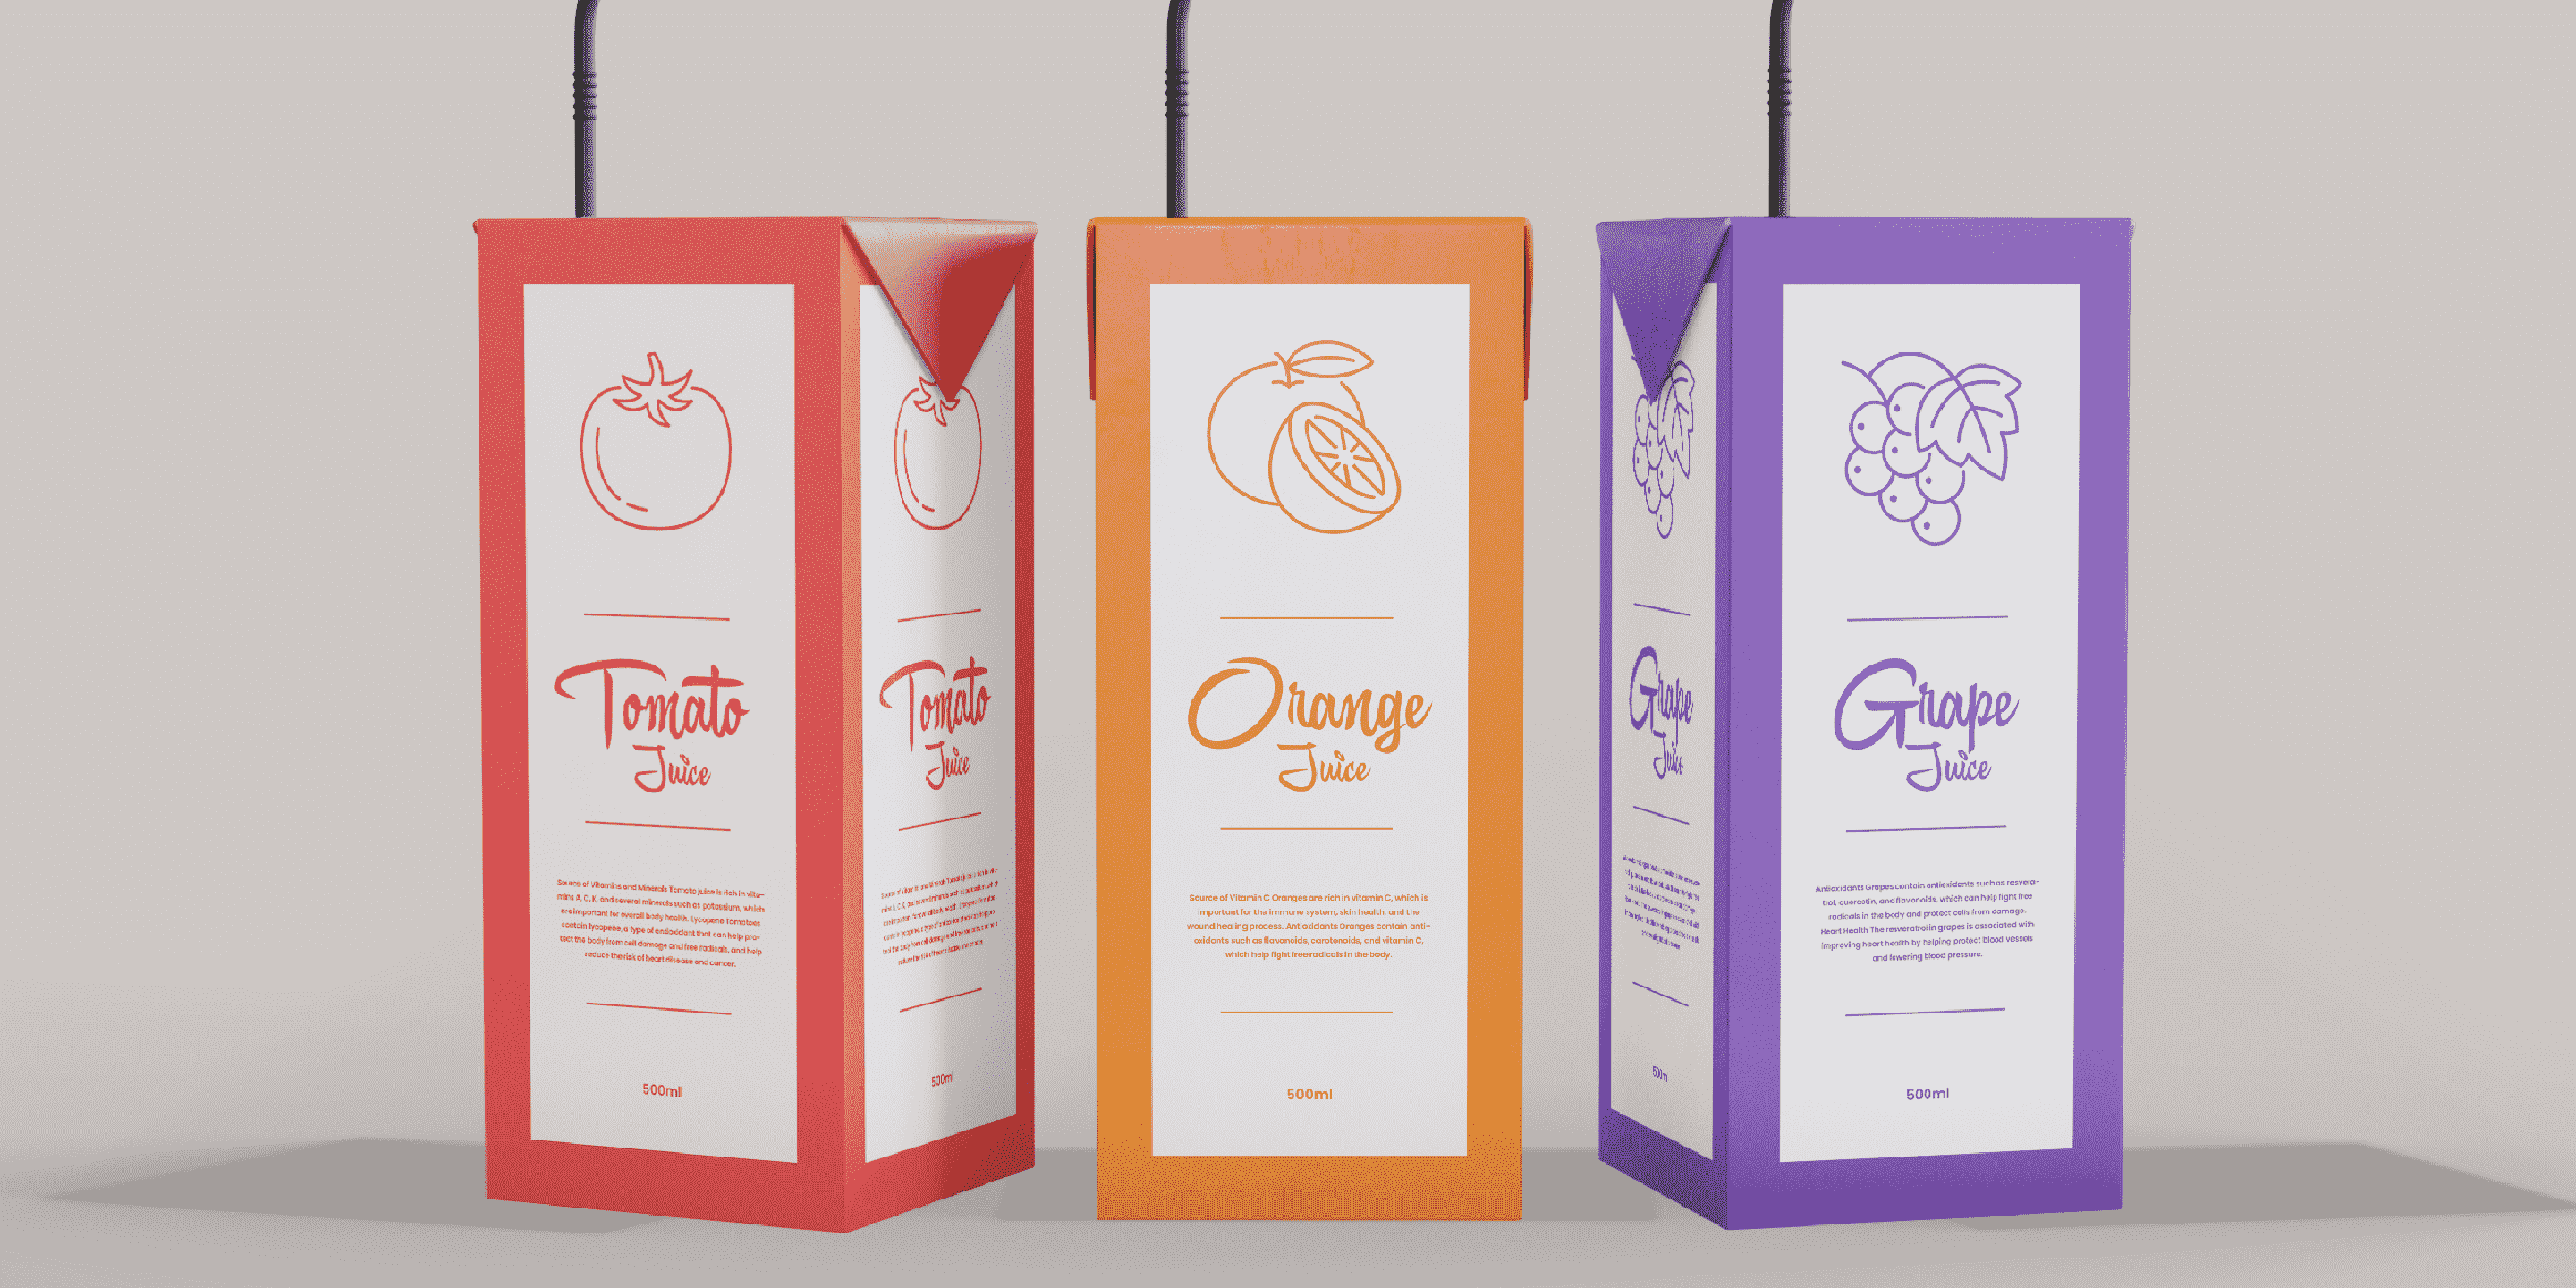 Tomato
Juice
Source of Vitamins and Minerals Tomato juice is rich in vita-
mins A, C, K, and several minerals such as potassium, which
are important for overall body health. Lycopene Tomatoes
contain lycopene, a type of antioxidant that can help pro-
tect the body from cell damage and free radicals, and help
reduce the risk of heart disease and cancer.
500ml
Tomato
Juice
500ml
Orange
Juice
Source of Vitamin C Oranges are rich in vitamin C, which is
important for the immune system, skin health, and the
wound healing process. Antioxidants Oranges contain anti-
oxidants such as flavonoids, carotenoids, and vitamin C,
which help fight free radicals in the body.
500ml
Grape
Juice
500ml
Grape
Juice
Antioxidants Grapes contain antioxidants such as resvera-
trol, quercetin, and flavonoids, which can help fight free
radicals in the body and protect cells from damage.
Heart Health The resveratrol in grapes is associated with
improving heart health by helping protect blood vessels
and lowering blood pressure.
500ml